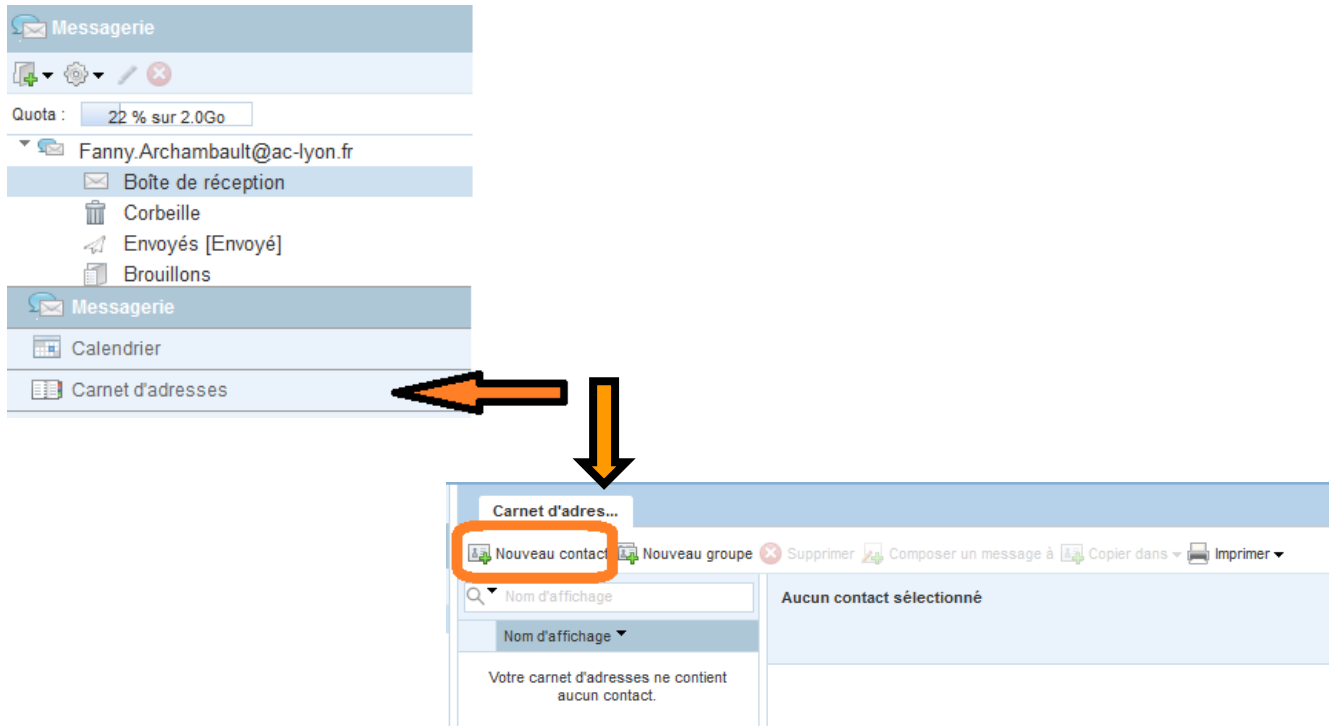 Messagerie
Quota :
22 % sur 2.0Go
Fanny.Archambault@ac-lyon.fr
Boîte de réception
Corbeille
Envoyés [Envoyé]
Brouillons
Messagerie
Calendrier
Carnet d'adresses
Carnet d'adres...
Nouveau contact Nouveau groupe Supprimer Composer un message à Copier dans Imprimer
Nom d'affichage
Aucun contact sélectionné
Nom d'affichage
Votre carnet d'adresses ne contient
aucun contact.